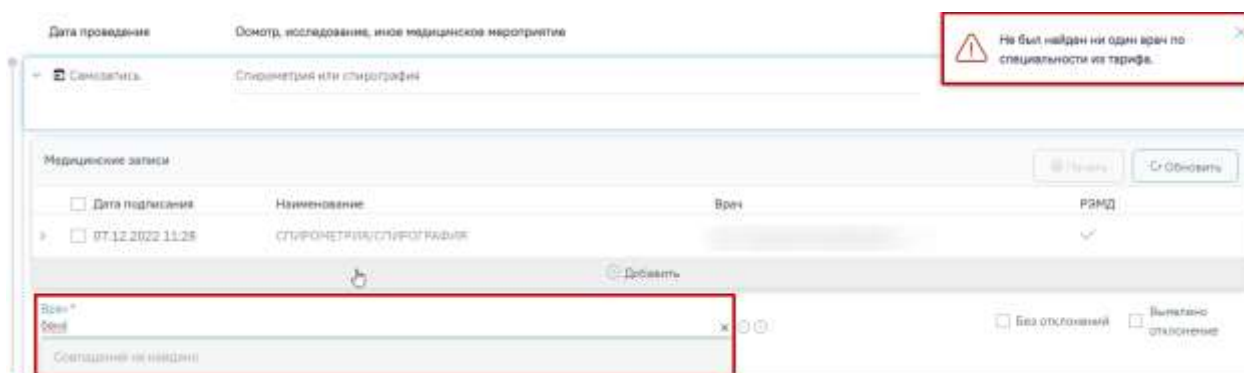 Дата проведения
Осмотр, исследование, иное медицинское мероприятие
Не был найден ни один врач по
специальности из тарифа.
Самозапись
Спирометрия или спирография
Медицинские записи
Печать
Обновить
Дата подписания
Наименование
Врач
РЭМД
07.12.2022 11:28
СПИРОМЕТРИЯ/СПИРОГРАФИЯ
Добавить
Врач *
Без отклонений
Выявлено
отклонение
Совпадений не найдено